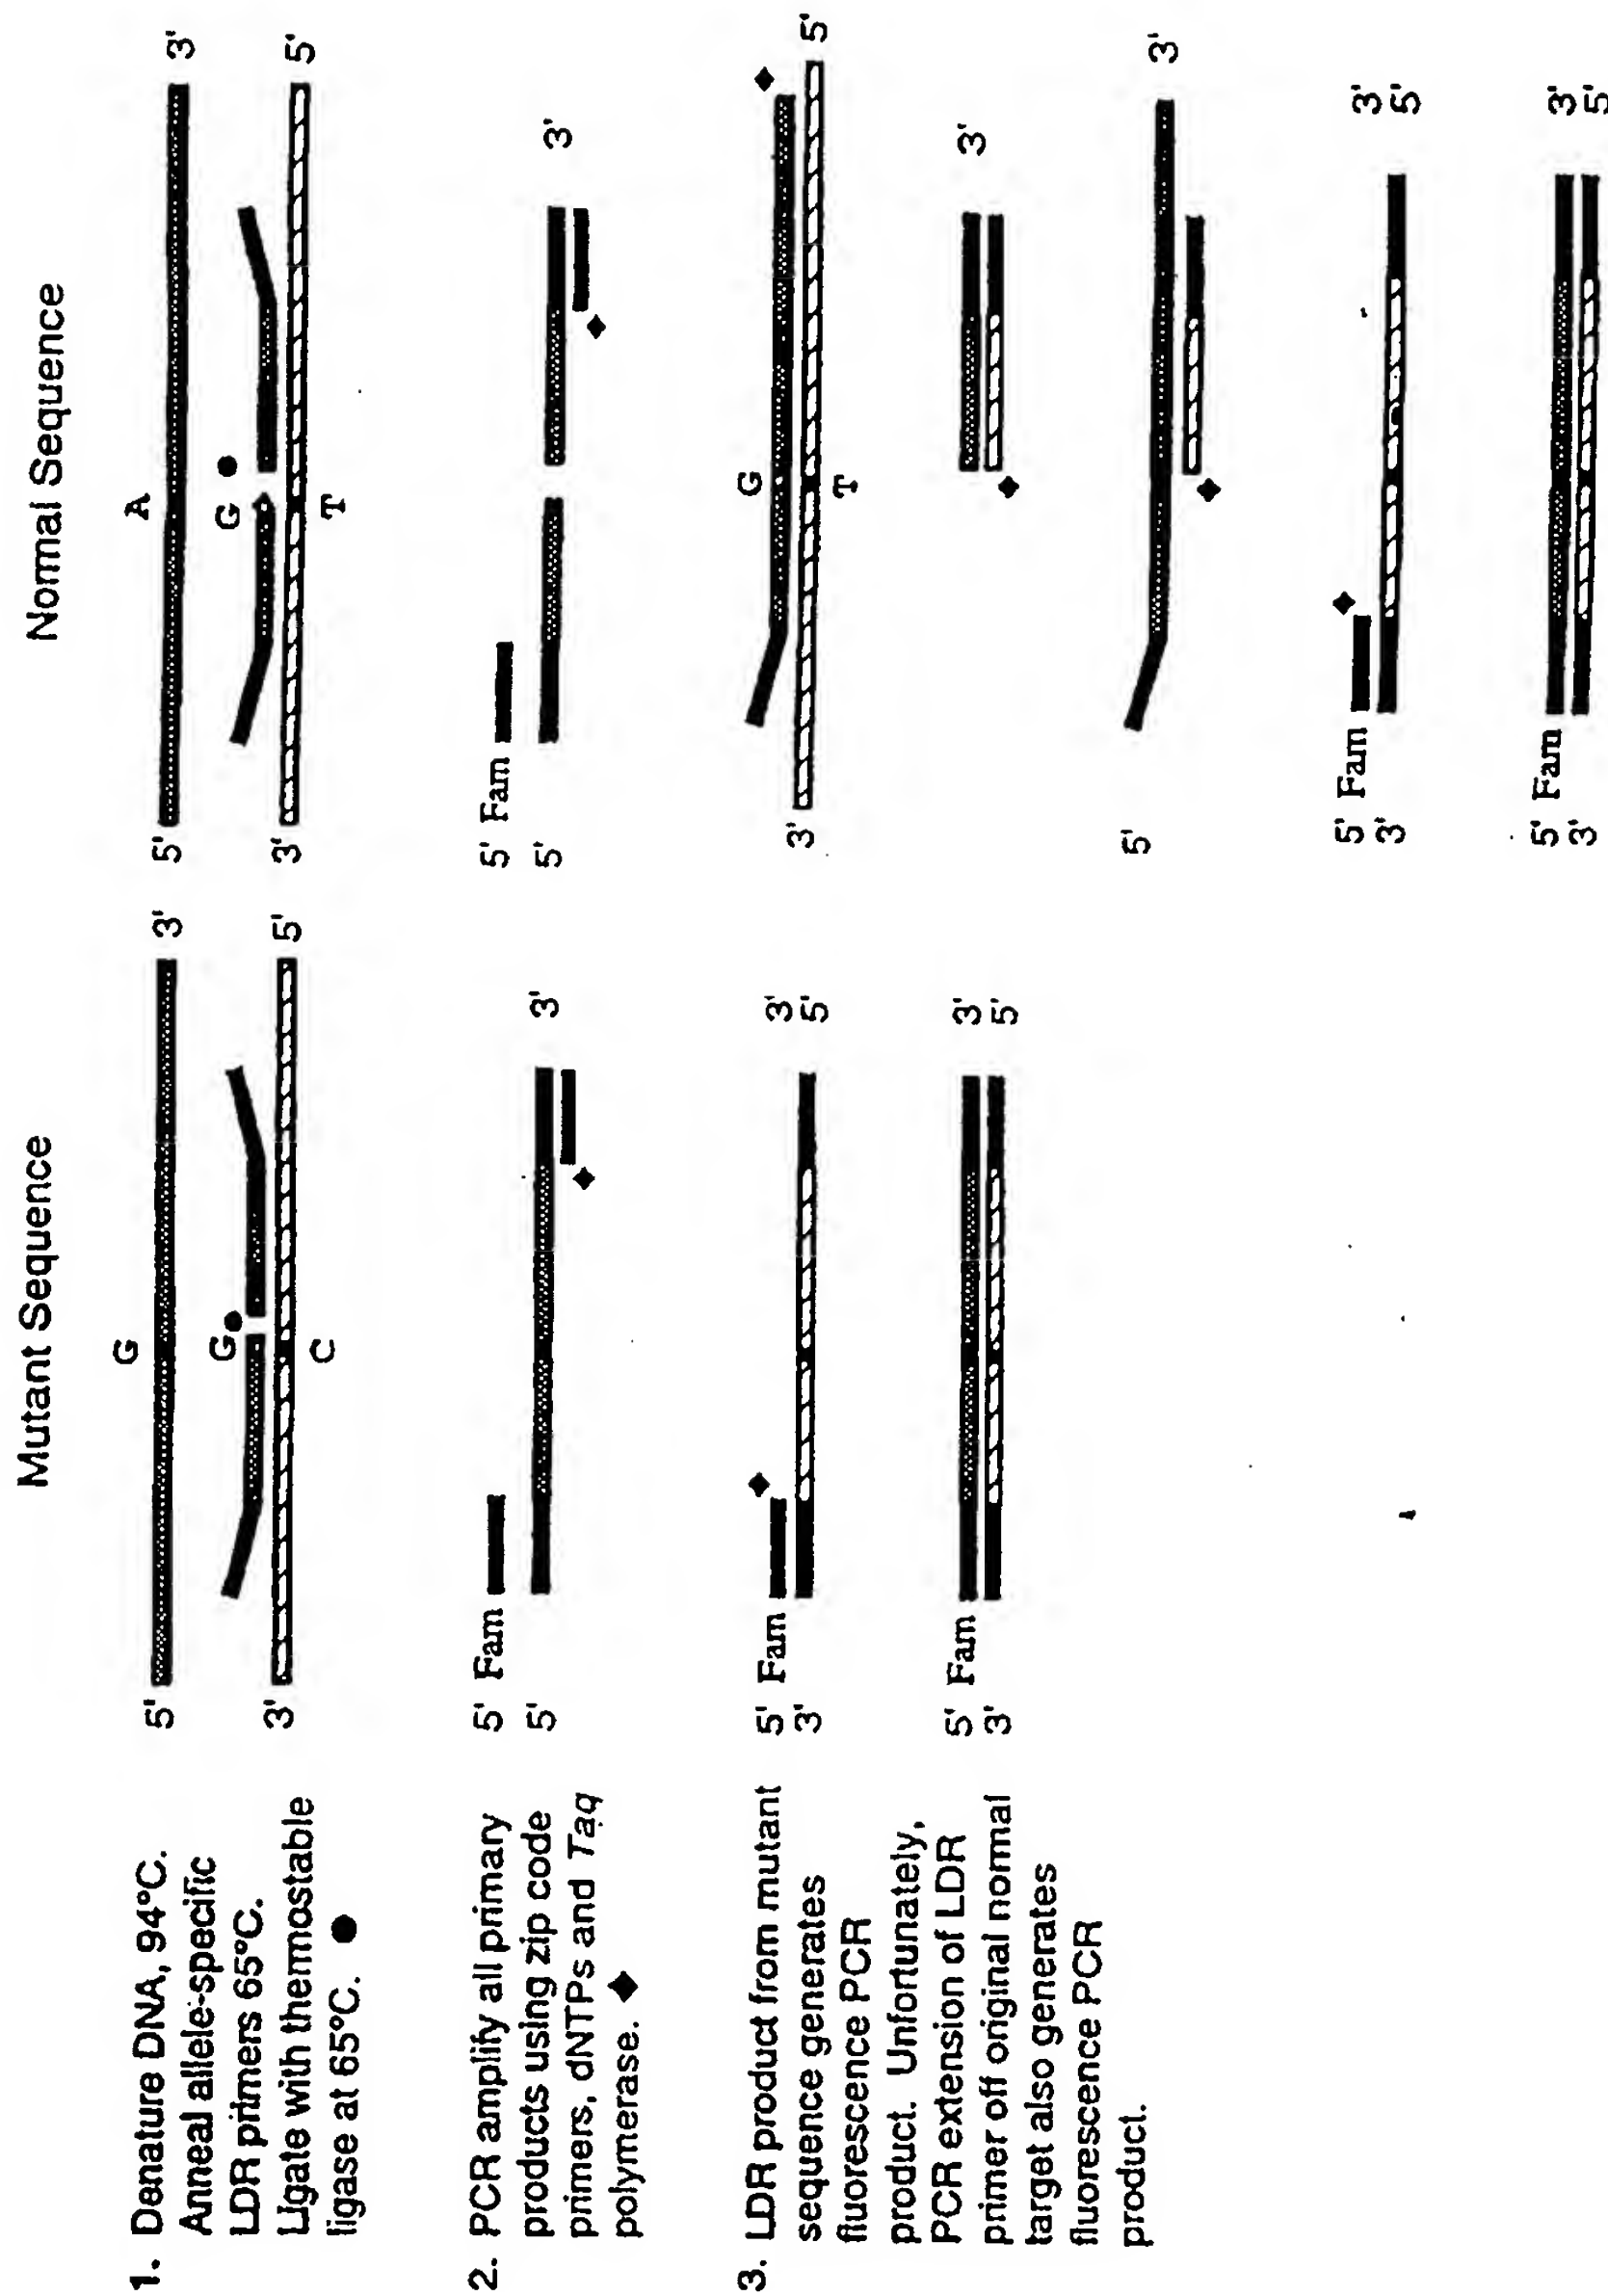 Mutant Sequence
Normal Sequence
1. Denature DNA, 94°C.
Anneal allele-specific
LDR primers 65°C.
Ligate with thermostable
ligase at 65°C. ●
5' G 3'
G
3' C 5'
5' A 3'
G
3' T 5'
2. PCR amplify all primary
products using zip code
primers, dNTPs and Taq
polymerase. ◆
5' Fam
5' 3'
5' Fam
5' 3'
3. LDR product from mutant
sequence generates
fluorescence PCR
product. Unfortunately,
PCR extension of LDR
primer off original normal
target also generates
fluorescence PCR
product.
5' Fam 3'
3' 5'
5' Fam 3'
3' 5'
G
3' T 5'
3'
5' 3'
5' Fam 3'
3' 5'
5' Fam 3'
3' 5'